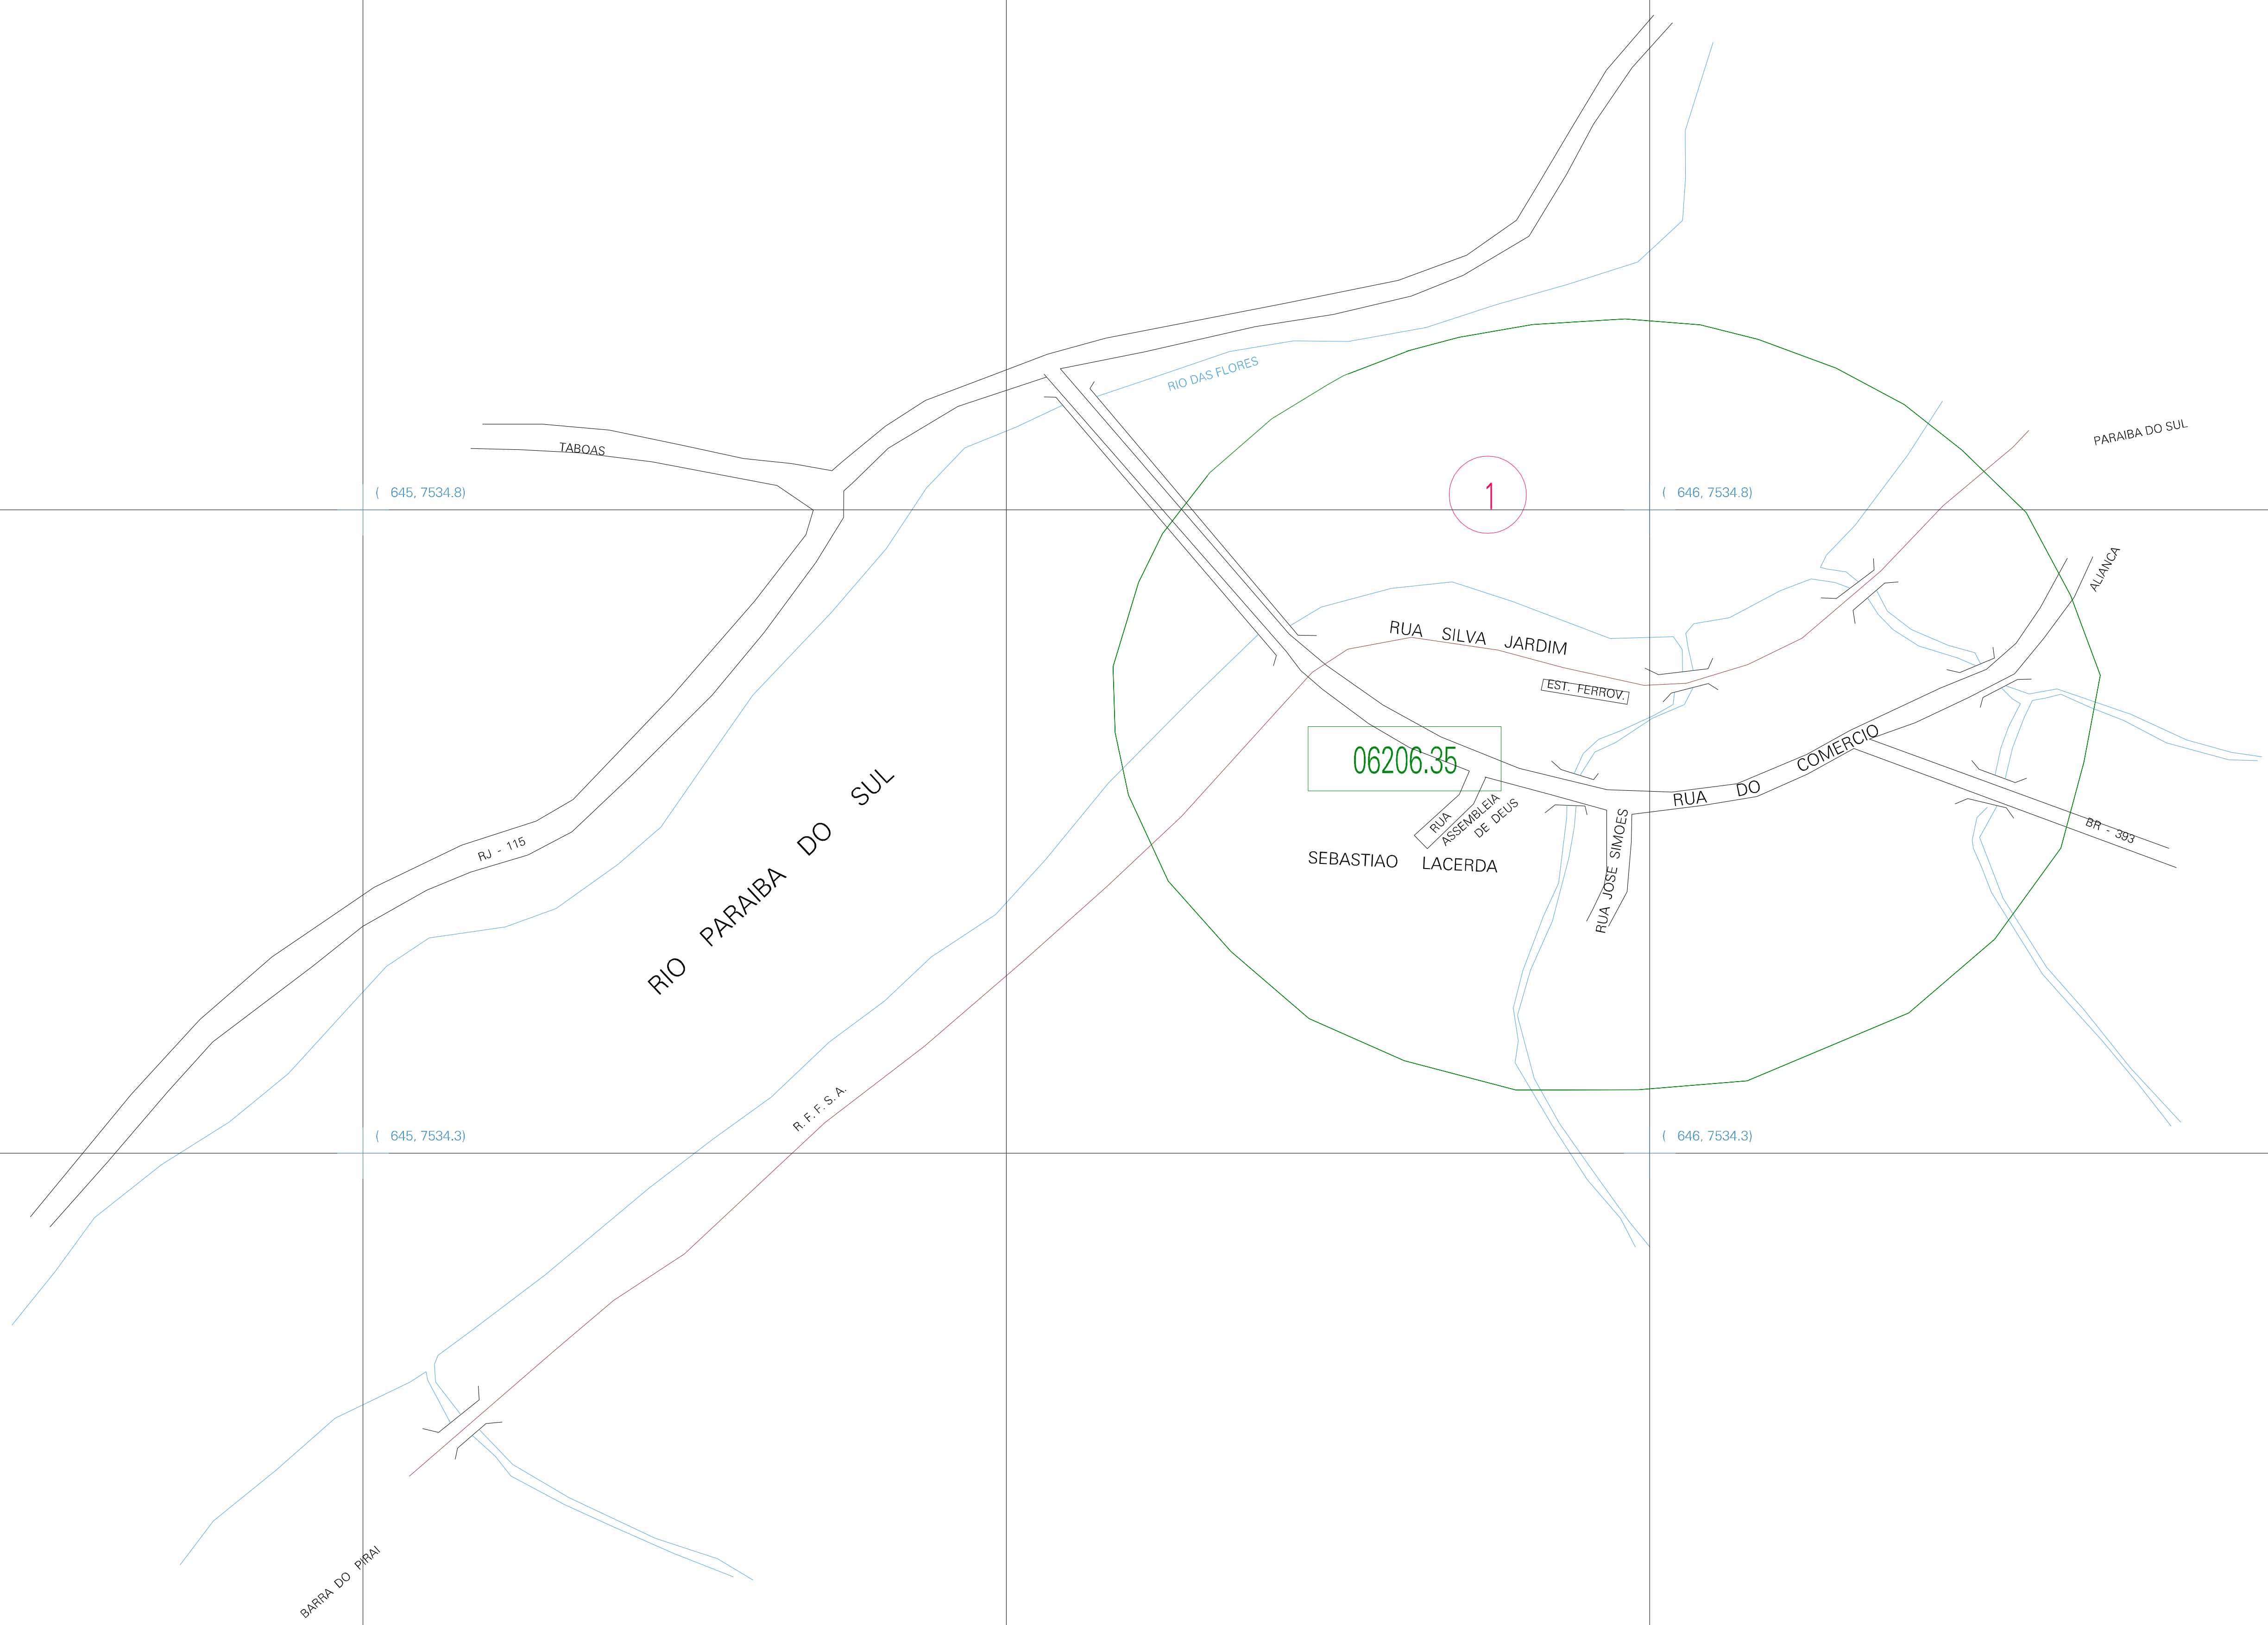 RIO DAS FLORES
PARAIBA DO SUL
TABOAS
( 645, 7534.8)
1
( 646, 7534.8)
ALIANCA
RUA SILVA JARDIM
EST. FERROV.
06206.35
RUA DO COMERCIO
RIO PARAIBA DO SUL
RUA
ASSEMBLEIA
DE DEUS
RUA JOSE SIMOES
BR - 393
RJ - 115
SEBASTIAO LACERDA
R. F. F. S. A.
( 645, 7534.3)
( 646, 7534.3)
BARRA DO PIRAI